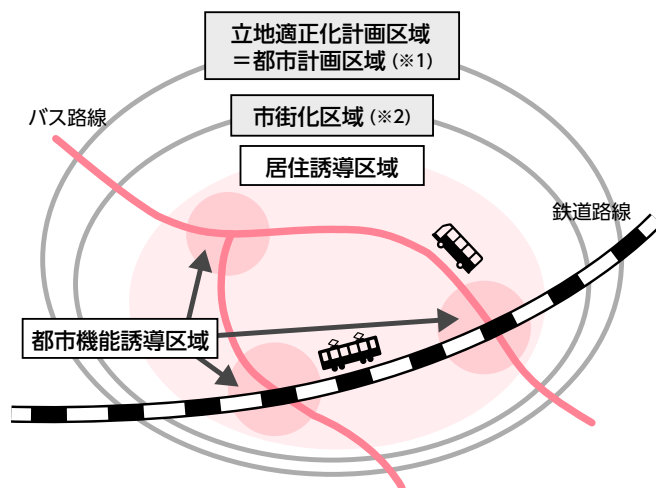 立地適正化計画区域
＝都市計画区域（※1）
バス路線
市街化区域（※2）
居住誘導区域
鉄道路線
都市機能誘導区域